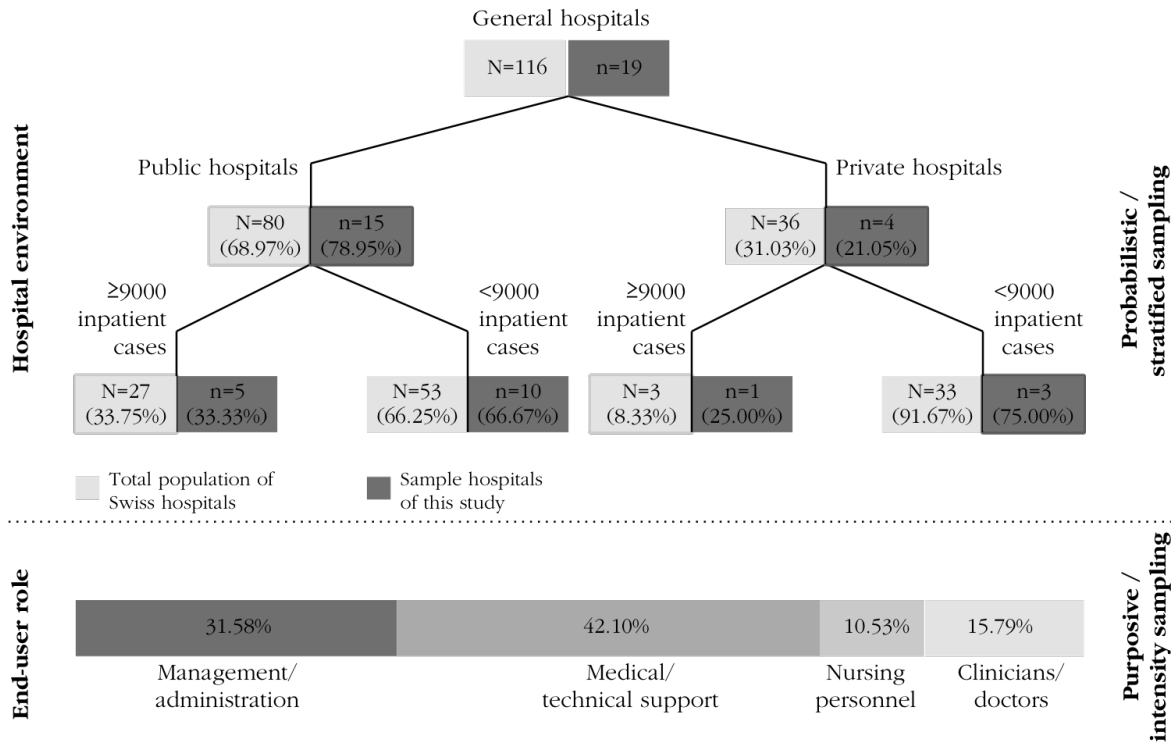 General hospitals
N=116 n=19
Hospital environment
Probabilistic /
stratified sampling
Public hospitals
Private hospitals
N=80 n=15
(68.97%) (78.95%)
N=36 n=4
(31.03%) (21.05%)
≥9000
inpatient
cases
<9000
inpatient
cases
≥9000
inpatient
cases
<9000
inpatient
cases
N=27 n=5
(33.75%) (33.33%)
N=53 n=10
(66.25%) (66.67%)
N=3 n=1
(8.33%) (25.00%)
N=33 n=3
(91.67%) (75.00%)
Total population of
Swiss hospitals
Sample hospitals
of this study
End-user role
Purposive /
intensity sampling
31.58% 42.10% 10.53% 15.79%
Management/
administration
Medical/
technical support
Nursing
personnel
Clinicians/
doctors